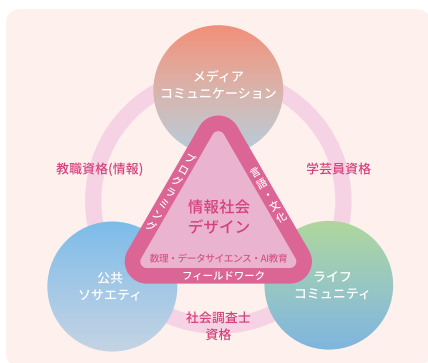 メディア
コミュニケーション
教職資格(情報)
学芸員資格
プログラミング
言語・文化
情報社会
デザイン
数理・データサイエンス・AI教育
フィールドワーク
公共
ソサエティ
ライフ
コミュニティ
社会調査士
資格